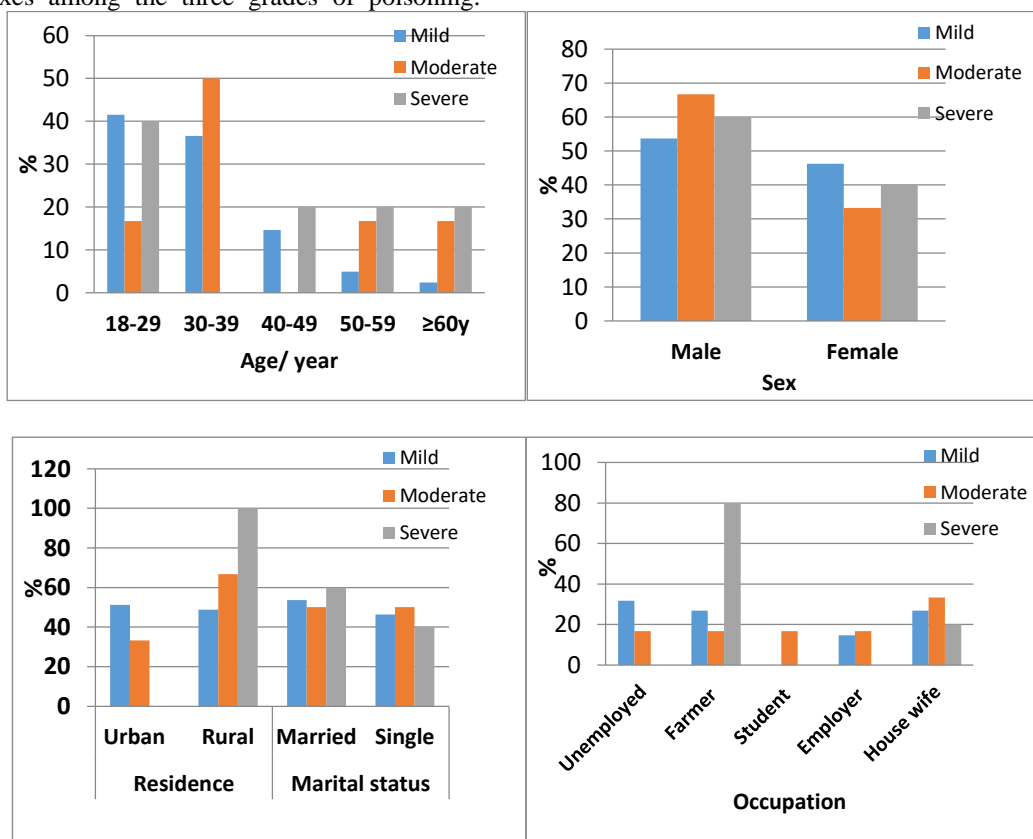 xes among the three grades of poisoning.
60
50
40
30
20
10
0
%
Mild
Moderate
Severe
18-29 30-39 40-49 50-59 ≥60y
Age/ year
80
70
60
50
40
30
20
10
0
%
Mild
Moderate
Severe
Male Female
Sex
120
100
80
60
40
20
0
%
Mild
Moderate
Severe
Urban Rural Married Single
Residence Marital status
100
80
60
40
20
0
%
Mild
Moderate
Severe
Unemployed
Farmer
Student
Employer
House wife
Occupation